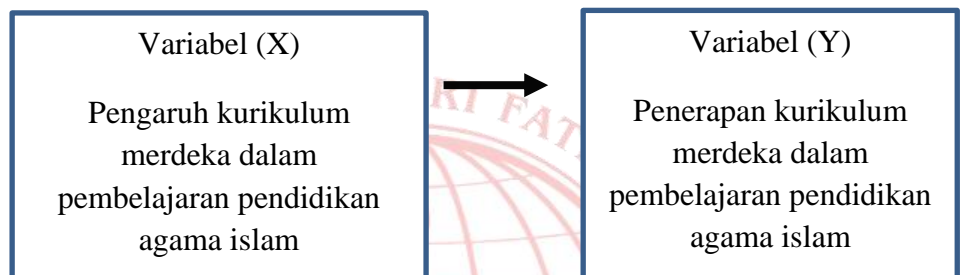 Variabel (X)
Pengaruh kurikulum
merdeka dalam
pembelajaran pendidikan
agama islam
Variabel (Y)
Penerapan kurikulum
merdeka dalam
pembelajaran pendidikan
agama islam